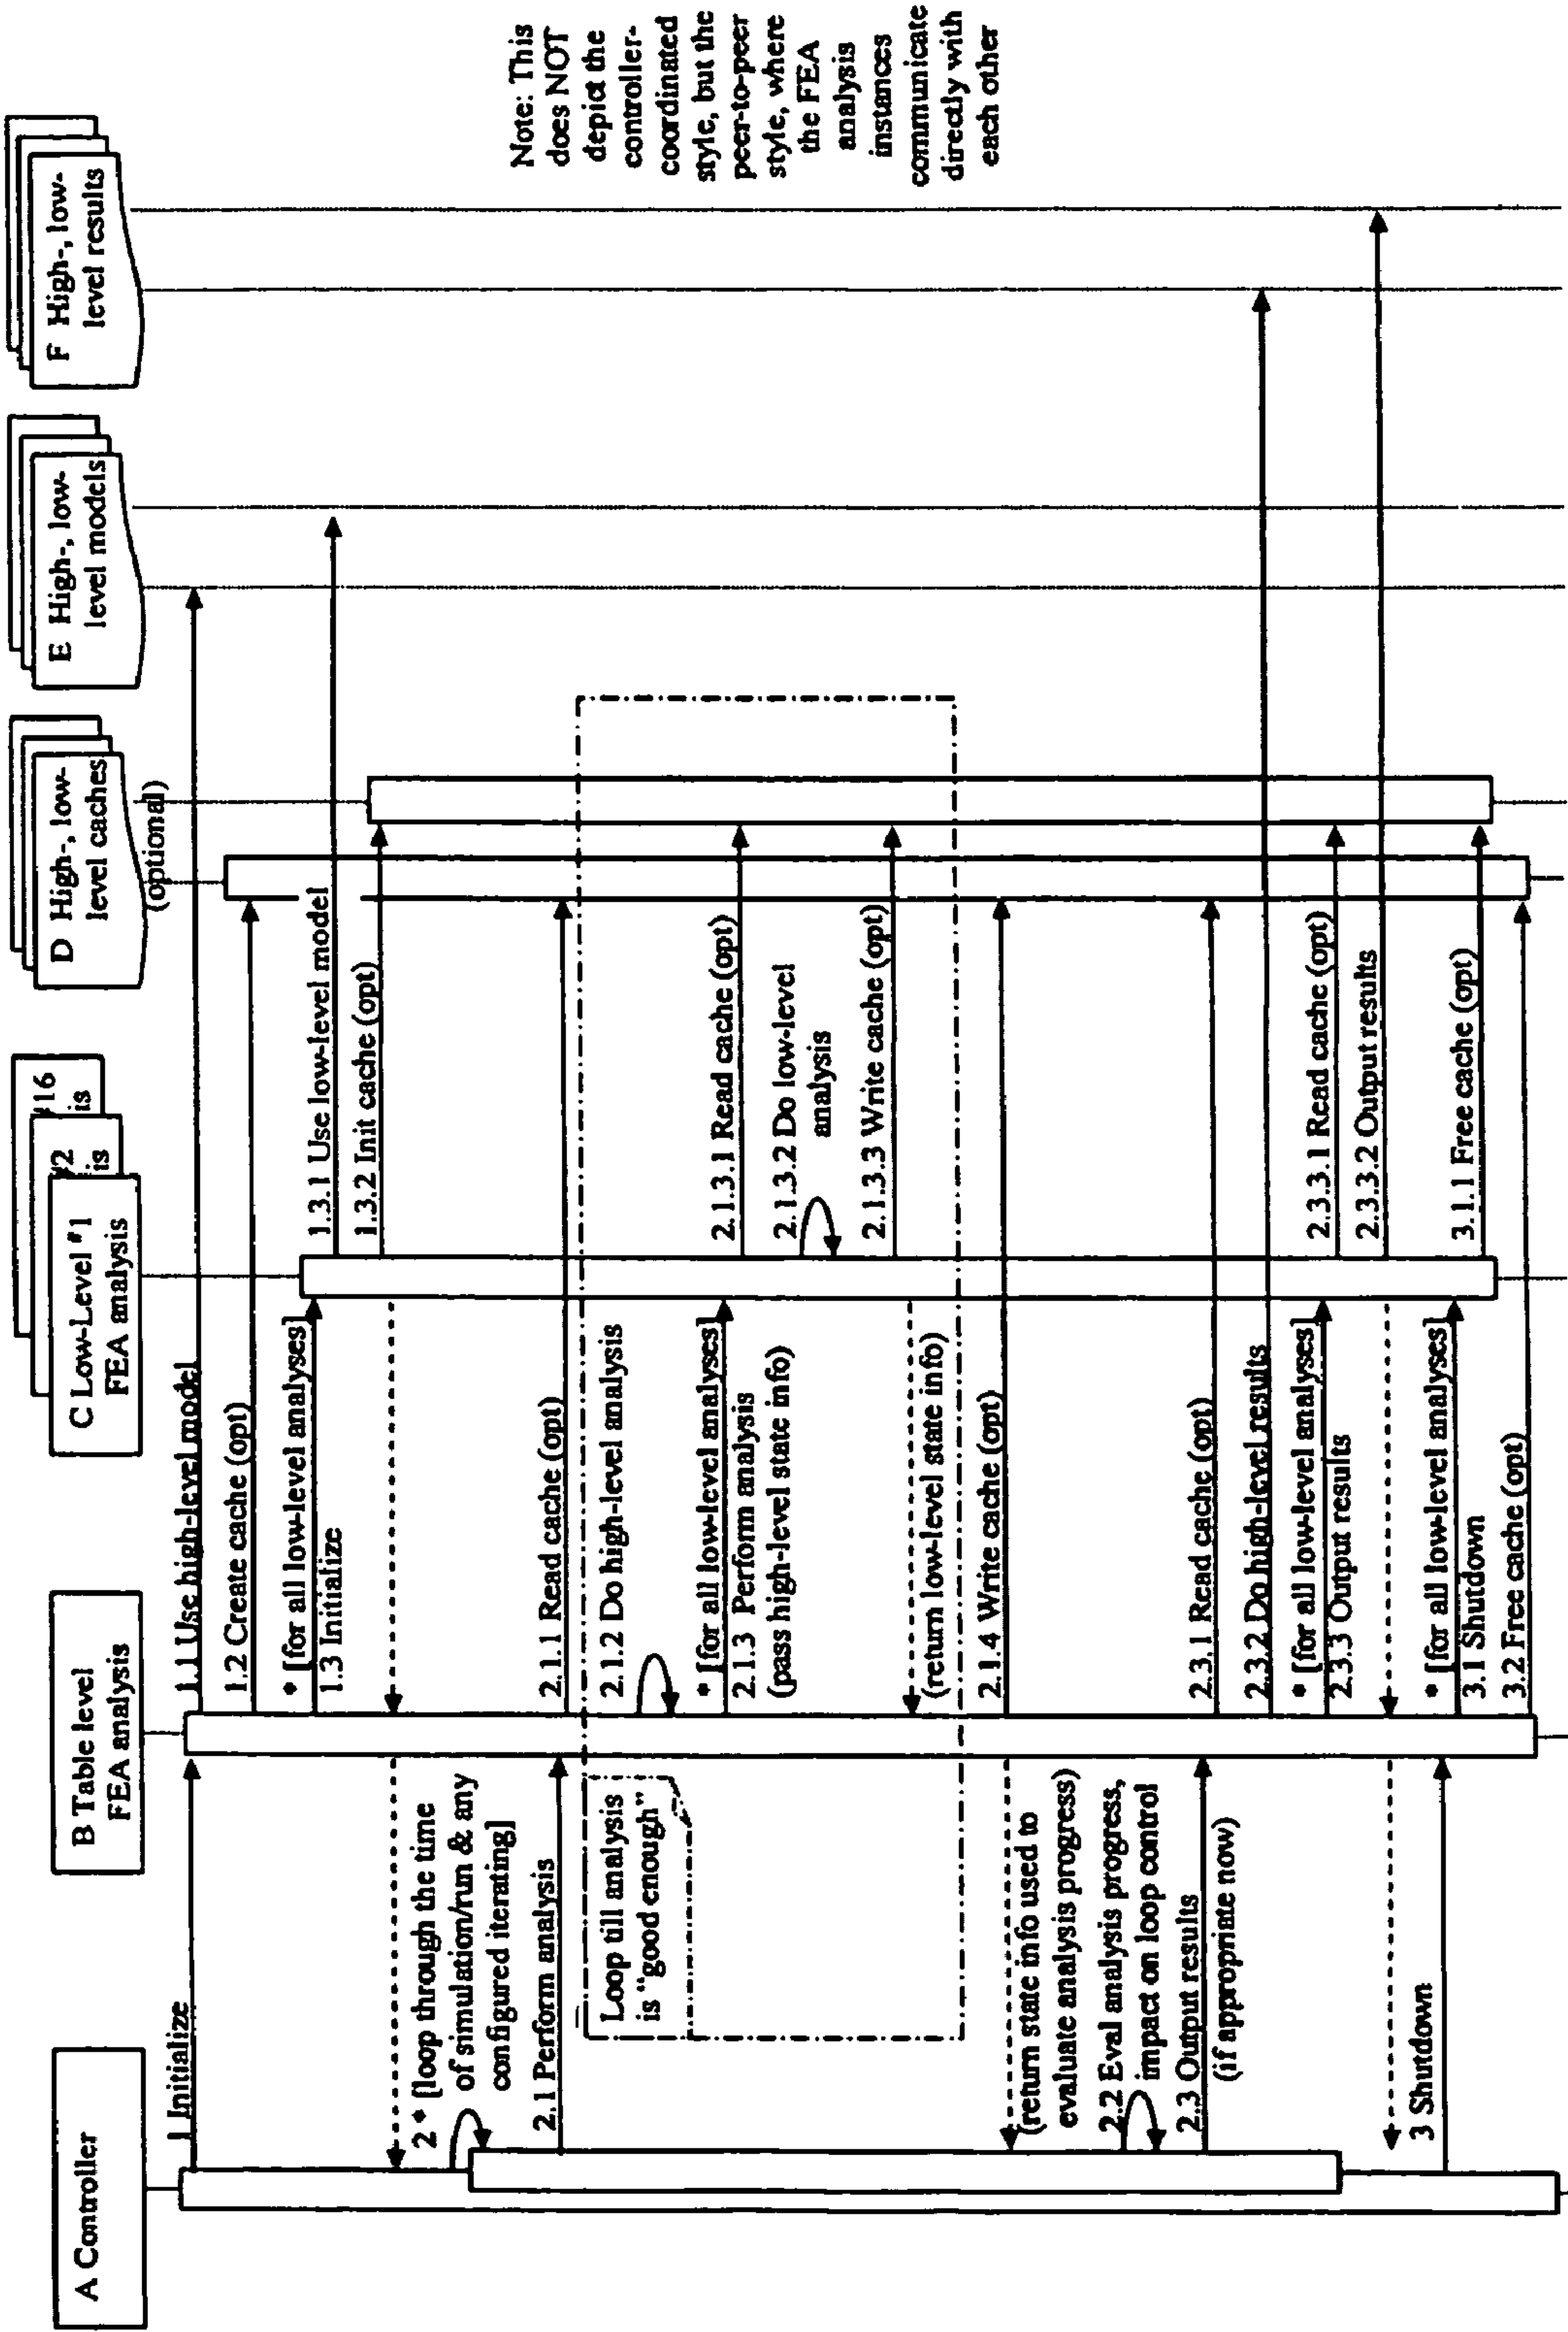 A Controller
B Table level
FEA analysis
C Low-Level #1
FEA analysis
#2
is
#16
is
D High-, low-
level caches
(optional)
E High-, low-
level models
F High-, low-
level results
1 Initialize
1.1 Use high-level model
1.2 Create cache (opt)
* [for all low-level analyses]
1.3 Initialize
1.3.1 Use low-level model
1.3.2 Init cache (opt)
2 * [loop through the time
of simulation/run & any
configured iterating]
2.1 Perform analysis
2.1.1 Read cache (opt)
Loop till analysis
is "good enough"
2.1.2 Do high-level analysis
* [for all low-level analyses]
2.1.3 Perform analysis
(pass high-level state info)
2.1.3.1 Read cache (opt)
2.1.3.2 Do low-level
analysis
2.1.3.3 Write cache (opt)
(return low-level state info)
2.1.4 Write cache (opt)
(return state info used to
evaluate analysis progress)
2.2 Eval analysis progress,
impact on loop control
2.3 Output results
(if appropriate now)
2.3.1 Read cache (opt)
2.3.2 Do high-level results
* [for all low-level analyses]
2.3.3 Output results
2.3.3.1 Read cache (opt)
2.3.3.2 Output results
3 Shutdown
* [for all low-level analyses]
3.1 Shutdown
3.1.1 Free cache (opt)
3.2 Free cache (opt)
Note: This
does NOT
depict the
controller-
coordinated
style, but the
peer-to-peer
style, where
the FEA
analysis
instances
communicate
directly with
each other